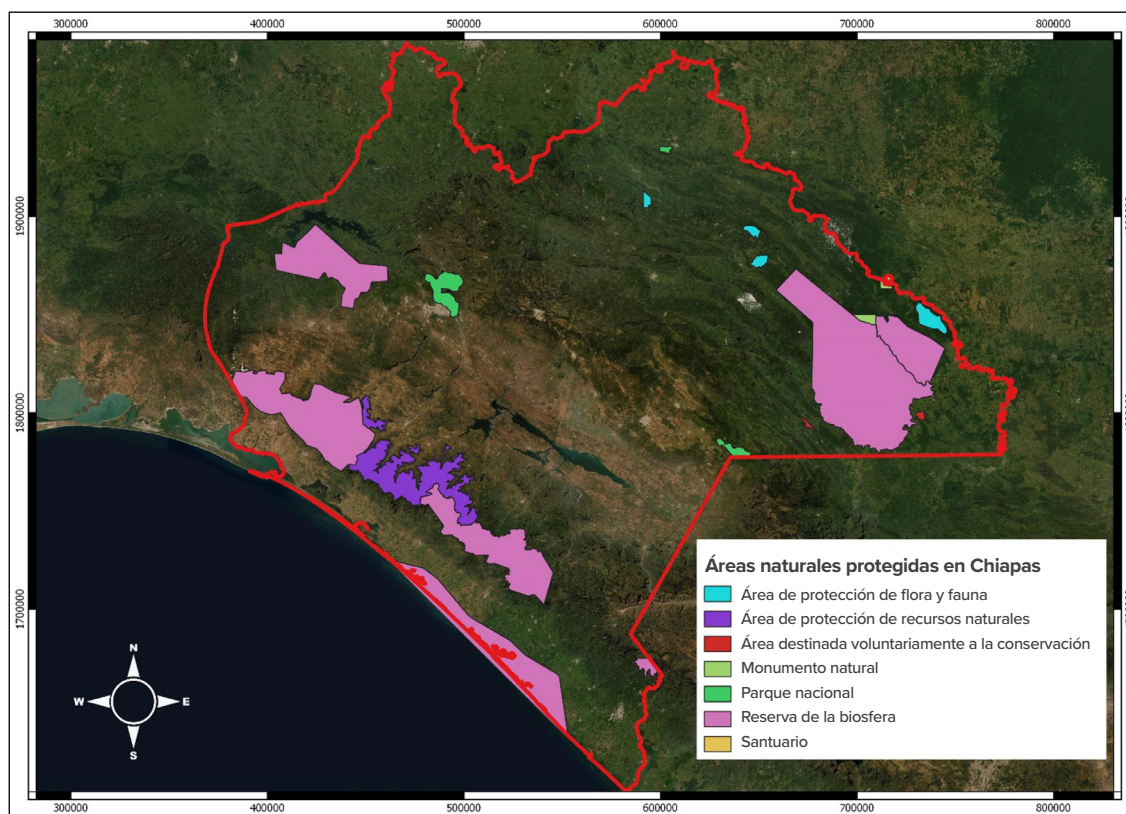 300000 400000 500000 600000 700000 800000
1900000
1800000
1700000
Áreas naturales protegidas en Chiapas
Área de protección de flora y fauna
Área de protección de recursos naturales
Área destinada voluntariamente a la conservación
Monumento natural
Parque nacional
Reserva de la biosfera
Santuario
N
W E
S
300000 400000 500000 600000 700000 800000